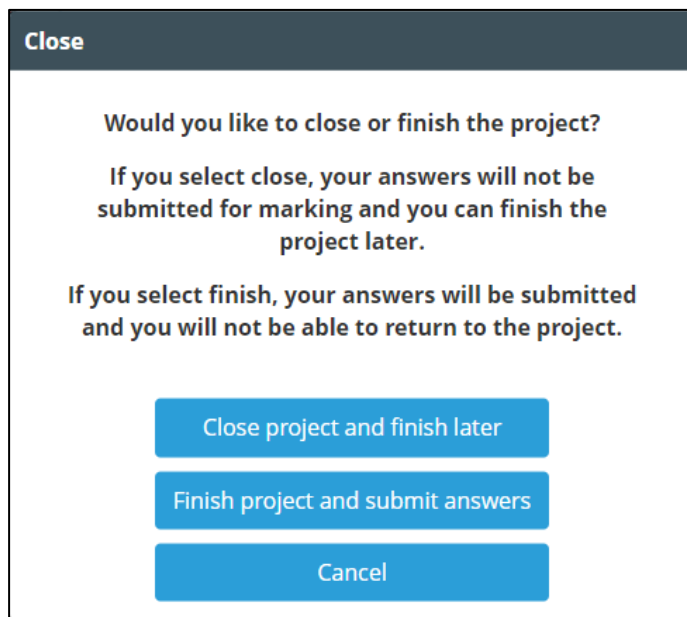 Close
Would you like to close or finish the project?
If you select close, your answers will not be
submitted for marking and you can finish the
project later.
If you select finish, your answers will be submitted
and you will not be able to return to the project.
Close project and finish later
Finish project and submit answers
Cancel